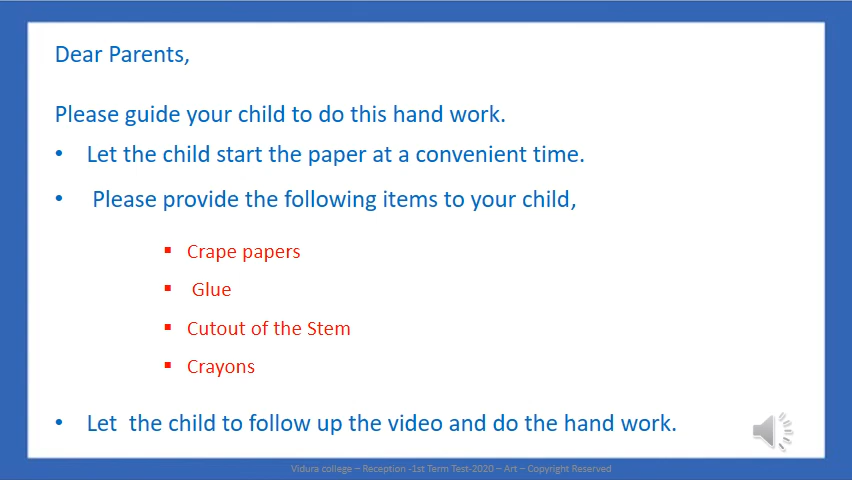 Dear Parents,
Please guide your child to do this hand work.
• Let the child start the paper at a convenient time.
• Please provide the following items to your child,
▪ Crape papers
▪ Glue
▪ Cutout of the Stem
▪ Crayons
• Let the child to follow up the video and do the hand work.
Vidura college – Reception -1st Term Test-2020 – Art – Copyright Reserved